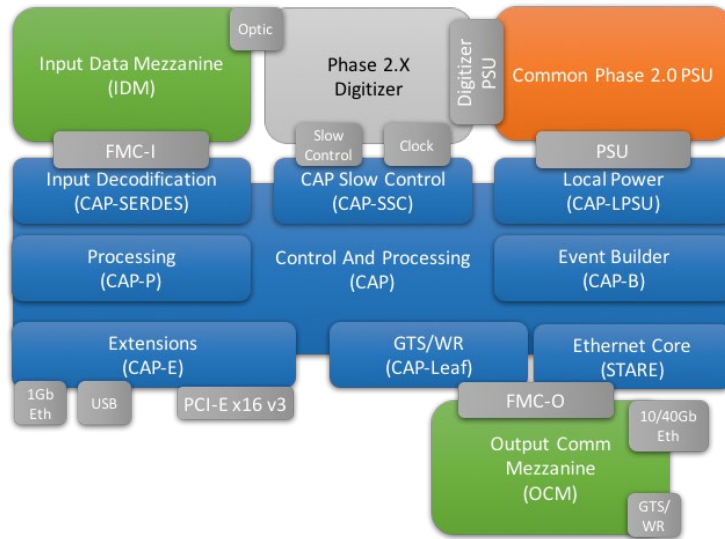 Optic
Input Data Mezzanine
(IDM)
Phase 2.X
Digitizer
Digitizer
PSU
Common Phase 2.0 PSU
FMC-I
Slow
Control
Clock
PSU
Input Decodification
(CAP-SERDES)
CAP Slow Control
(CAP-SSC)
Local Power
(CAP-LPSU)
Processing
(CAP-P)
Control And Processing
(CAP)
Event Builder
(CAP-B)
Extensions
(CAP-E)
GTS/WR
(CAP-Leaf)
Ethernet Core
(STARE)
1Gb
Eth
USB
PCI-E x16 v3
FMC-O
10/40Gb
Eth
Output Comm
Mezzanine
(OCM)
GTS/
WR